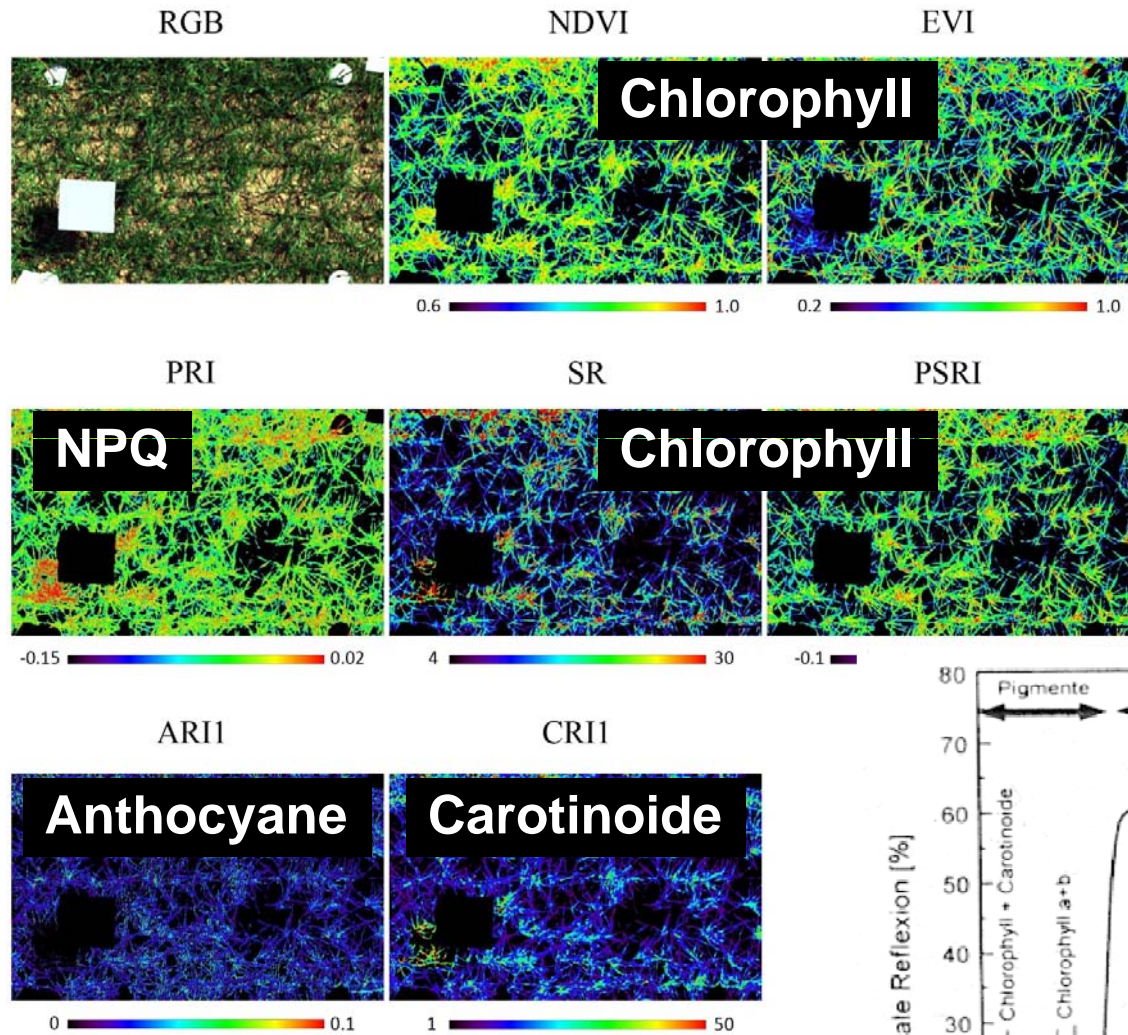 RGB
NDVI
EVI
Chlorophyll
0.6
1.0
0.2
1.0
PRI
SR
PSRI
NPQ
Chlorophyll
-0.15
0.02
4
30
-0.1
ARI1
CRI1
Anthocyane
Carotinoide
0
0.1
1
50
80
70
60
50
40
30
Pigmente
Chlorophyll + Carotinoide
Chlorophyll a+b
Reflexion [%]